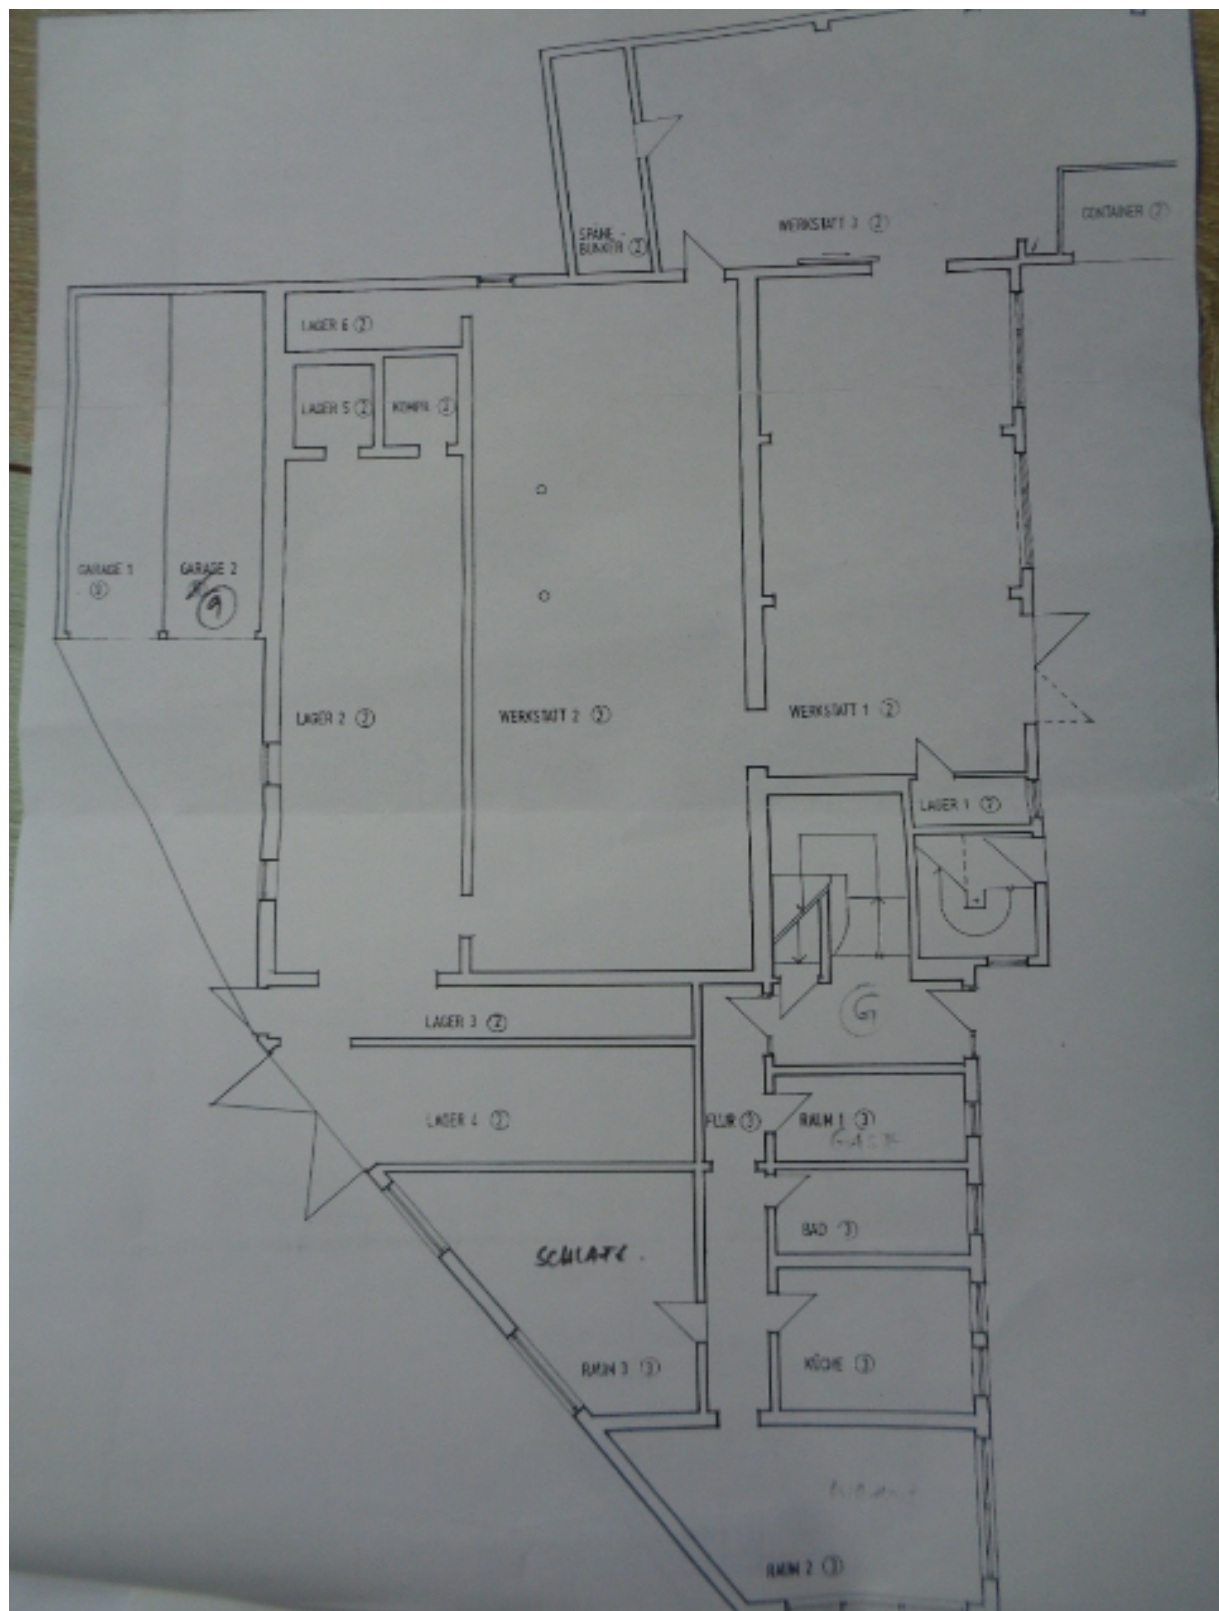 WERKSTATT 3 ②
CONTAINER ②
SPÄNE -
BUNKER ②
LAGER 6 ②
LAGER 5 ②
KOMPR. ②
GARAGE 1
GARAGE 2
9
LAGER 2 ②
WERKSTATT 2 ②
WERKSTATT 1 ②
LAGER 1 ②
G
LAGER 3 ②
LAGER 4 ②
FLUR ③
RAUM 1 ③
GAST
BAD ③
SCHLAFZ.
RAUM 3 ③
KÜCHE ③
RAUM 2 ③